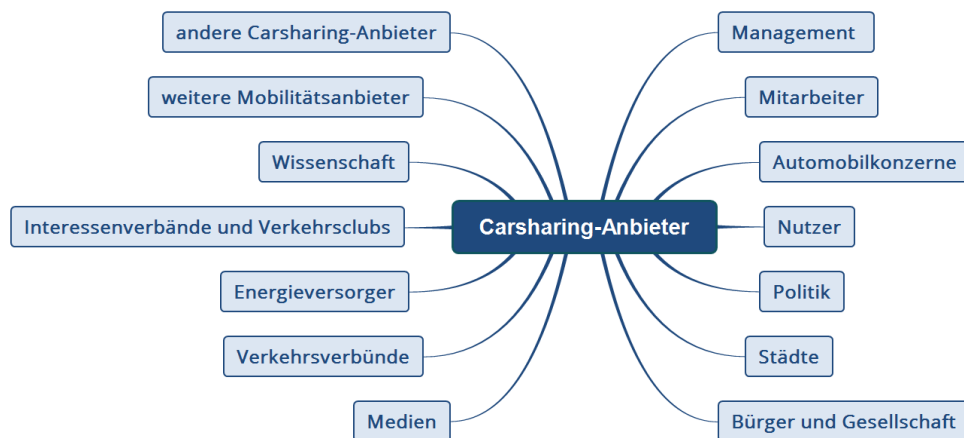 andere Carsharing-Anbieter
weitere Mobilitätsanbieter
Wissenschaft
Interessenverbände und Verkehrsclubs
Energieversorger
Verkehrsverbünde
Medien
Carsharing-Anbieter
Management
Mitarbeiter
Automobilkonzerne
Nutzer
Politik
Städte
Bürger und Gesellschaft